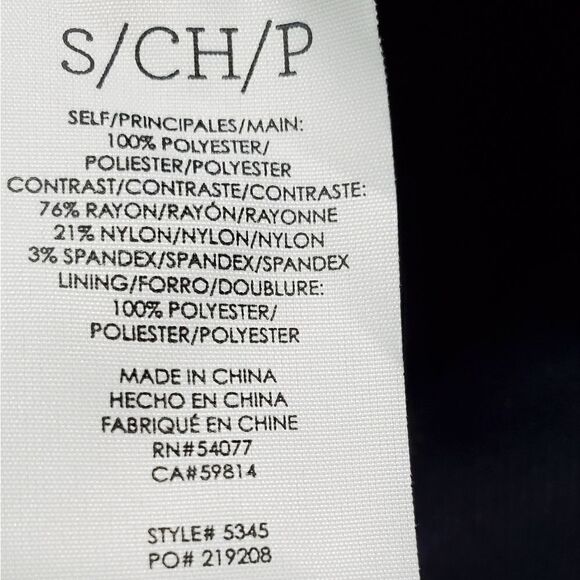 S/CH/P
SELF/PRINCIPALES/MAIN:
100% POLYESTER/
POLIESTER/POLYESTER
CONTRAST/CONTRASTE/CONTRASTE:
76% RAYON/RAYÓN/RAYONNE
21% NYLON/NYLON/NYLON
3% SPANDEX/SPANDEX/SPANDEX
LINING/FORRO/DOUBLURE:
100% POLYESTER/
POLIESTER/POLYESTER
MADE IN CHINA
HECHO EN CHINA
FABRIQUÉ EN CHINE
RN#54077
CA#59814
STYLE# 5345
PO# 219208